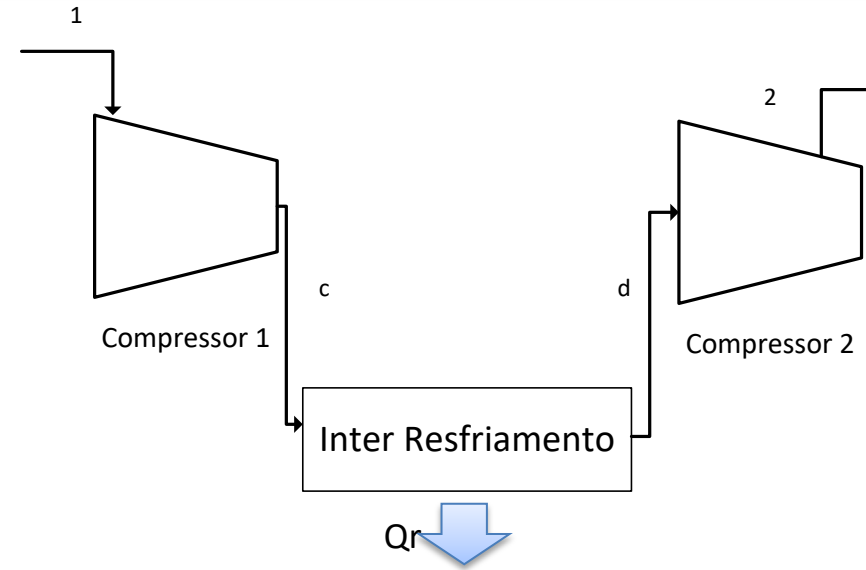 1
2
c
d
Compressor 1
Compressor 2
Inter Resfriamento
Qr